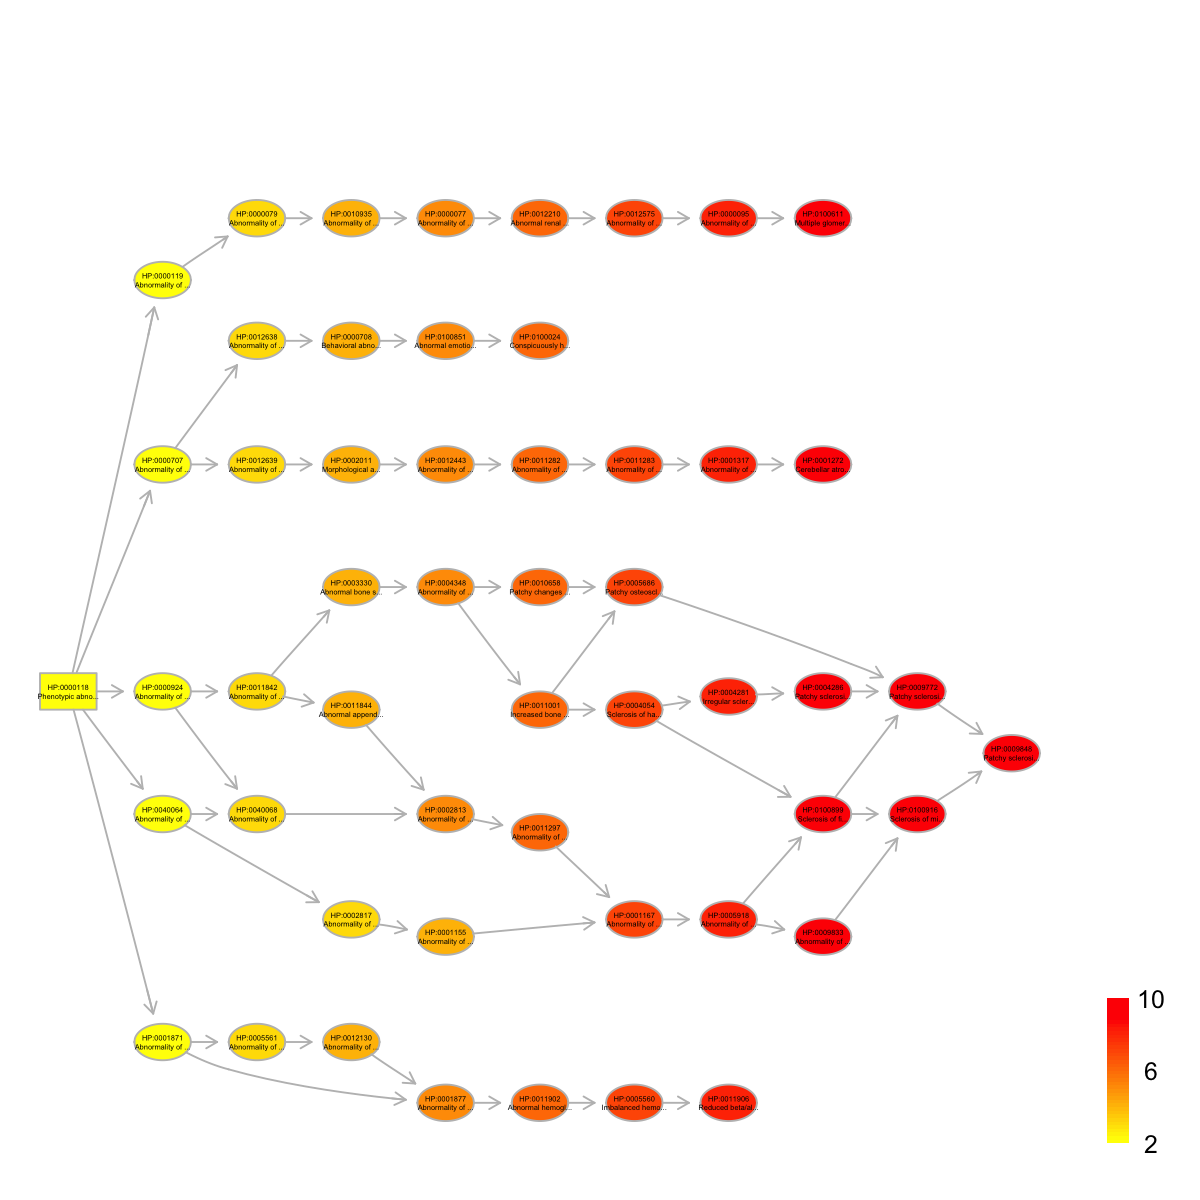 HP:0000079
Abnormality of ...
HP:0010935
Abnormality of ...
HP:0000077
Abnormality of ...
HP:0012210
Abnormal renal...
HP:0012575
Abnormality of ...
HP:0000095
Abnormality of ...
HP:0100611
Multiple glomer...
HP:0000119
Abnormality of ...
HP:0012638
Abnormality of ...
HP:0000708
Behavioral abno...
HP:0100851
Abnormal emotio...
HP:0100024
Conspicuously h...
HP:0000707
Abnormality of ...
HP:0012639
Abnormality of ...
HP:0002011
Morphological a...
HP:0012443
Abnormality of ...
HP:0011282
Abnormality of ...
HP:0011283
Abnormality of ...
HP:0001317
Abnormality of ...
HP:0001272
Cerebellar atro...
HP:0003330
Abnormal bone s...
HP:0004348
Abnormality of ...
HP:0010658
Patchy changes ...
HP:0005686
Patchy osteoscl...
HP:0000118
Phenotypic abno...
HP:0000924
Abnormality of ...
HP:0011842
Abnormality of ...
HP:0011844
Abnormal append...
HP:0011001
Increased bone ...
HP:0004054
Sclerosis of ha...
HP:0004281
Irregular scler...
HP:0004286
Patchy sclerosi...
HP:0009772
Patchy sclerosi...
HP:0009848
Patchy sclerosi...
HP:0040064
Abnormality of ...
HP:0040068
Abnormality of ...
HP:0002813
Abnormality of ...
HP:0011297
Abnormality of ...
HP:0100899
Sclerosis of fi...
HP:0100916
Sclerosis of mi...
HP:0002817
Abnormality of ...
HP:0001155
Abnormality of ...
HP:0001167
Abnormality of ...
HP:0005918
Abnormality of ...
HP:0009833
Abnormality of ...
HP:0001871
Abnormality of ...
HP:0005561
Abnormality of ...
HP:0012130
Abnormality of ...
HP:0001877
Abnormality of ...
HP:0011902
Abnormal hemogl...
HP:0005560
Imbalanced hemo...
HP:0011906
Reduced beta/al...
10
6
2